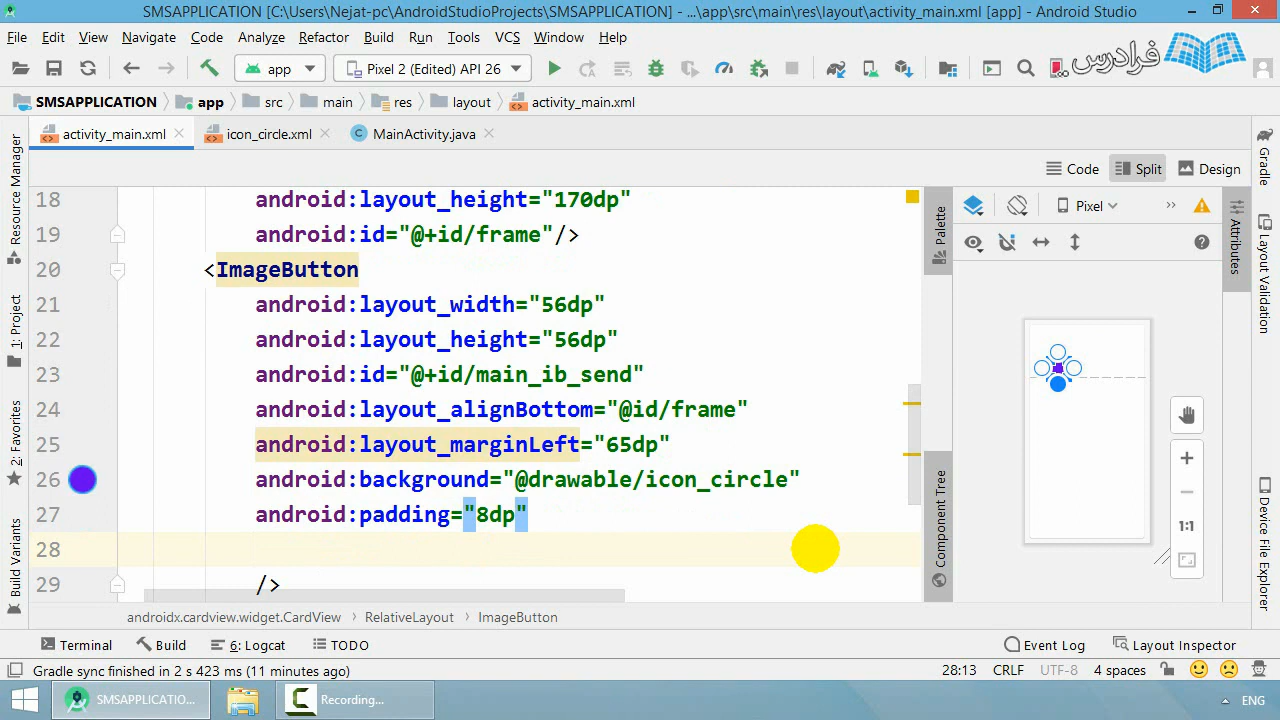 SMSAPPLICATION [C:\Users\Nejat-pc\AndroidStudioProjects\SMSAPPLICATION] - ...\app\src\main\res\layout\activity_main.xml [app] - Android Studio
File Edit View Navigate Code Analyze Refactor Build Run Tools VCS Window Help
app Pixel 2 (Edited) API 26
فرادرس
SMSAPPLICATION app src main res layout activity_main.xml
activity_main.xml icon_circle.xml MainActivity.java
Code Split Design
Pixel
18 android:layout_height="170dp"
19 android:id="@+id/frame"/>
20 <ImageButton
21 android:layout_width="56dp"
22 android:layout_height="56dp"
23 android:id="@+id/main_ib_send"
24 android:layout_alignBottom="@id/frame"
25 android:layout_marginLeft="65dp"
26 android:background="@drawable/icon_circle"
27 android:padding="8dp"
28
29 />
Resource Manager
1: Project
2: Favorites
Build Variants
Palette
Component Tree
Attributes
Gradle
Layout Validation
Device File Explorer
1:1
androidx.cardview.widget.CardView RelativeLayout ImageButton
Terminal Build 6: Logcat TODO Event Log Layout Inspector
Gradle sync finished in 2 s 423 ms (11 minutes ago) 28:13 CRLF UTF-8 4 spaces
SMSAPPLICATIO... Recording... ENG